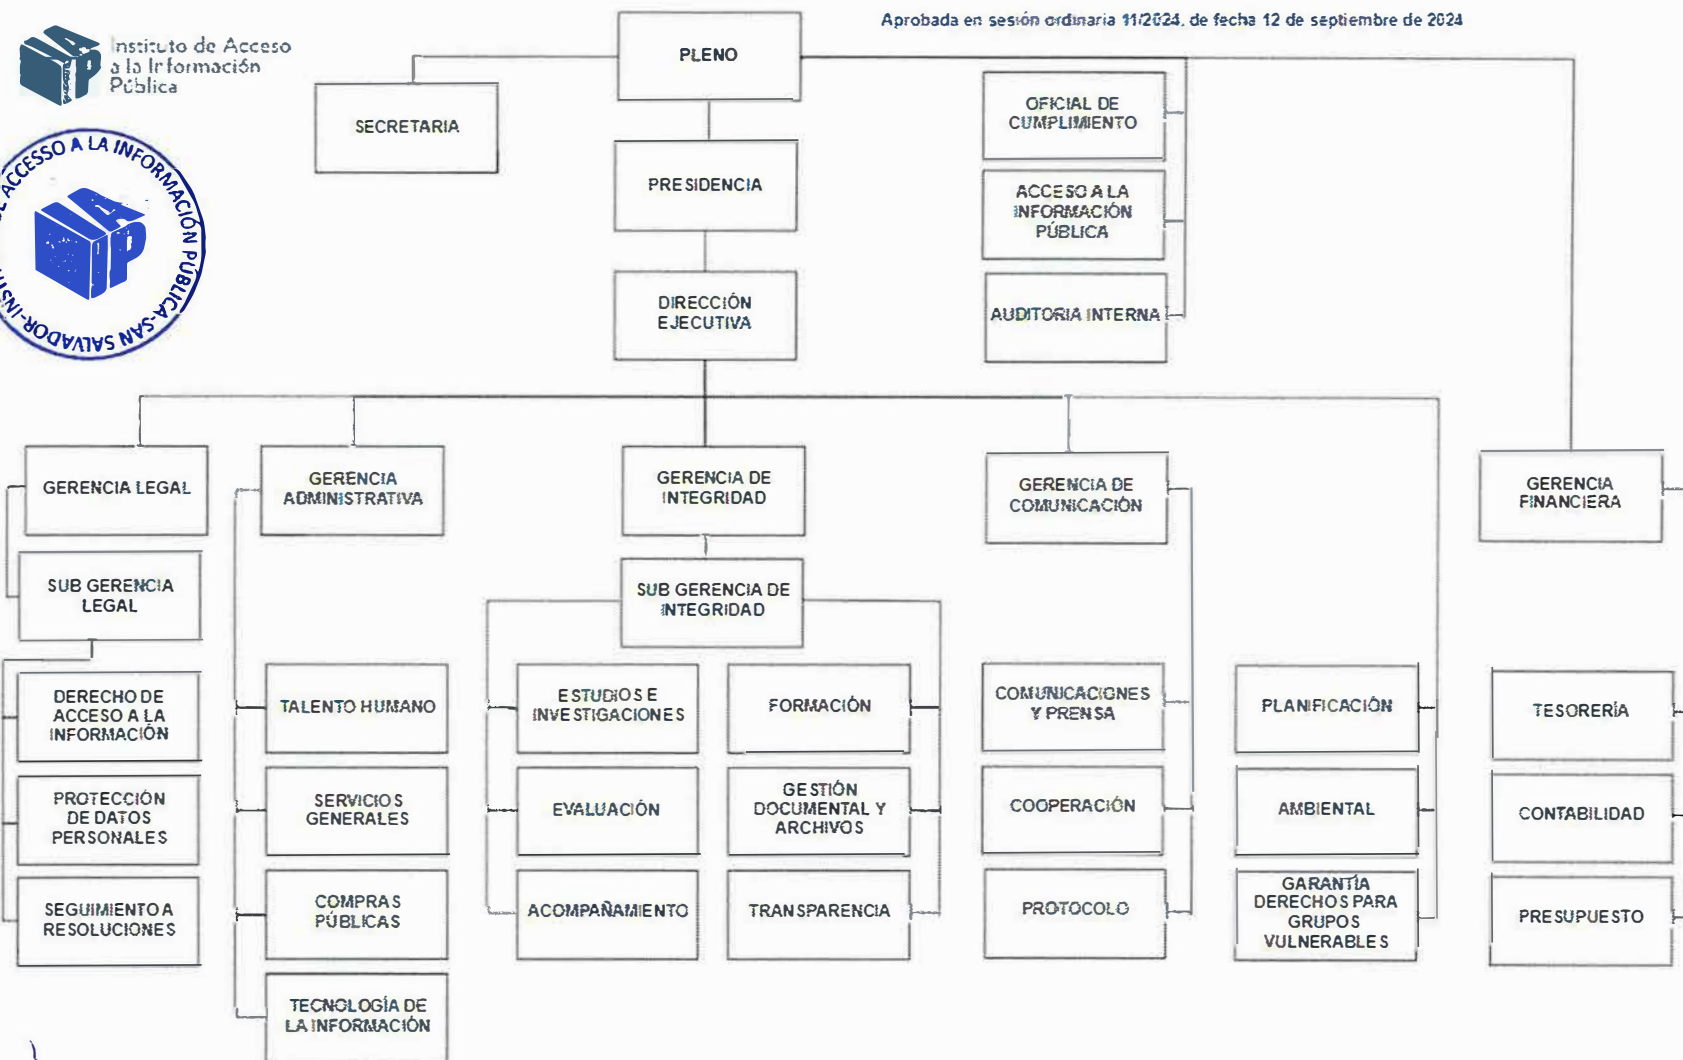 Aprobada en sesión ordinaria 11/2024, de fecha 12 de septiembre de 2024
Instituto de Acceso
a la Información
Pública
ACCESSO A LA INFORMACIÓN PÚBLICA-SAN SALVADOR-
PLENO
SECRETARIA
OFICIAL DE
CUMPLIMIENTO
PRESIDENCIA
ACCESO A LA
INFORMACIÓN
PÚBLICA
DIRECCIÓN
EJECUTIVA
AUDITORIA INTERNA
GERENCIA LEGAL
GERENCIA
ADMINISTRATIVA
GERENCIA DE
INTEGRIDAD
GERENCIA DE
COMUNICACIÓN
GERENCIA
FINANCIERA
SUB GERENCIA
LEGAL
SUB GERENCIA DE
INTEGRIDAD
DERECHO DE
ACCESO A LA
INFORMACIÓN
TALENTO HUMANO
ESTUDIOS E
INVESTIGACIONES
FORMACIÓN
COMUNICACIONES
Y PRENSA
PLANIFICACIÓN
TESORERÍA
PROTECCIÓN
DE DATOS
PERSONALES
SERVICIOS
GENERALES
EVALUACIÓN
GESTIÓN
DOCUMENTAL Y
ARCHIVOS
COOPERACIÓN
AMBIENTAL
CONTABILIDAD
SEGUIMIENTO A
RESOLUCIONES
COMPRAS
PÚBLICAS
ACOMPAÑAMIENTO
TRANSPARENCIA
PROTOCOLO
GARANTÍA
DERECHOS PARA
GRUPOS
VULNERABLES
PRESUPUESTO
TECNOLOGÍA DE
LA INFORMACIÓN